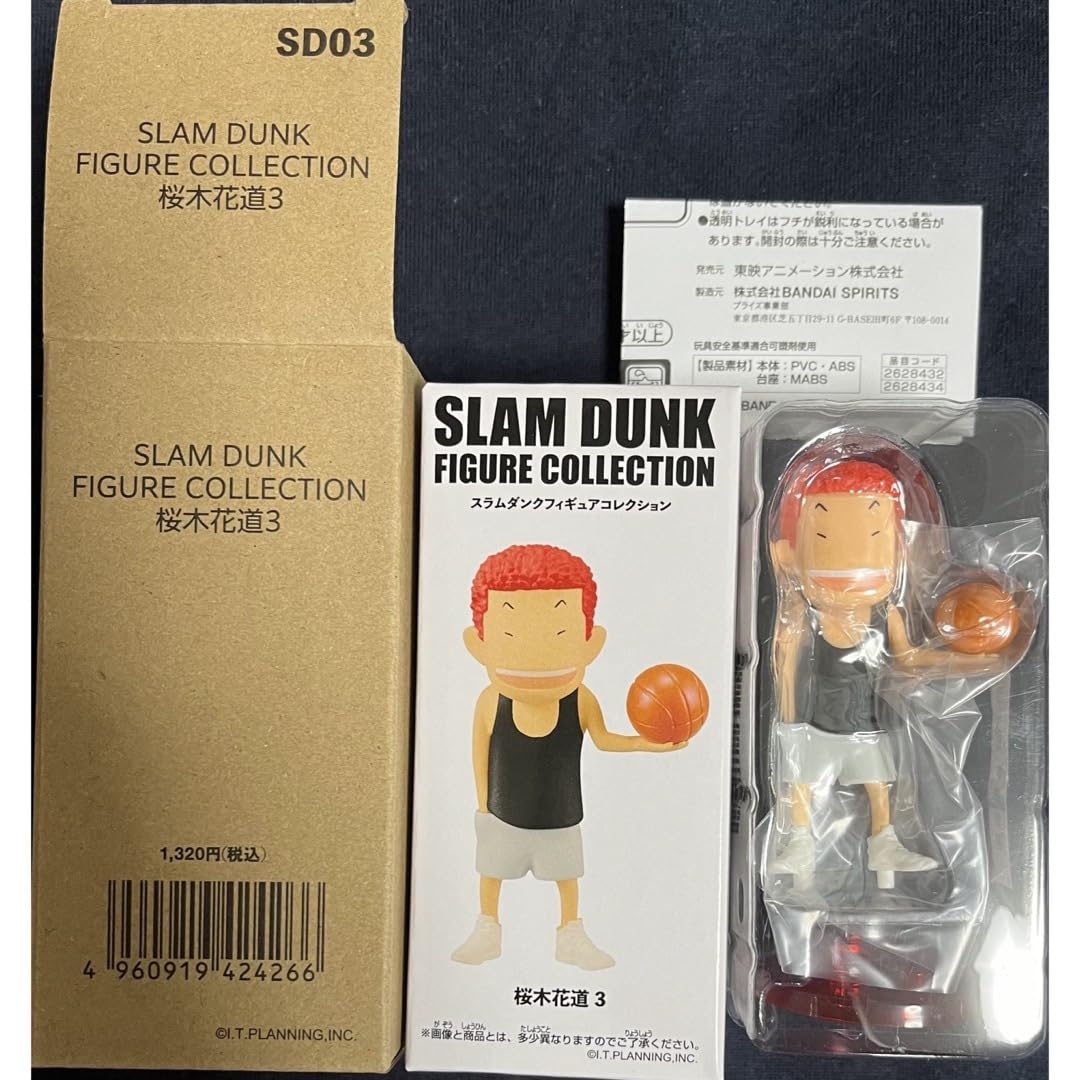 SD03
SLAM DUNK
FIGURE COLLECTION
桜木花道3
SLAM DUNK
FIGURE COLLECTION
桜木花道3
1,320円(税込)
4 960919 424266
©I.T.PLANNING,INC.
SLAM DUNK
FIGURE COLLECTION
スラムダンクフィギュアコレクション
桜木花道 3
※画像と商品とは、多少異なりますのでご了承ください。
©I.T.PLANNING,INC.
●透明トレイはフチが鋭利になっている場合が
あります。開封の際は十分ご注意ください。
発売元 東映アニメーション株式会社
製造元 株式会社BANDAI SPIRITS
プライズ事業部
東京都港区芝五丁目29-11 G-BASE田町6F 〒108-0014
才以上
玩具安全基準適合可塑剤使用
【製品素材】本体：PVC・ABS
台座：MABS
品目コード
2628432
2628434
BAND